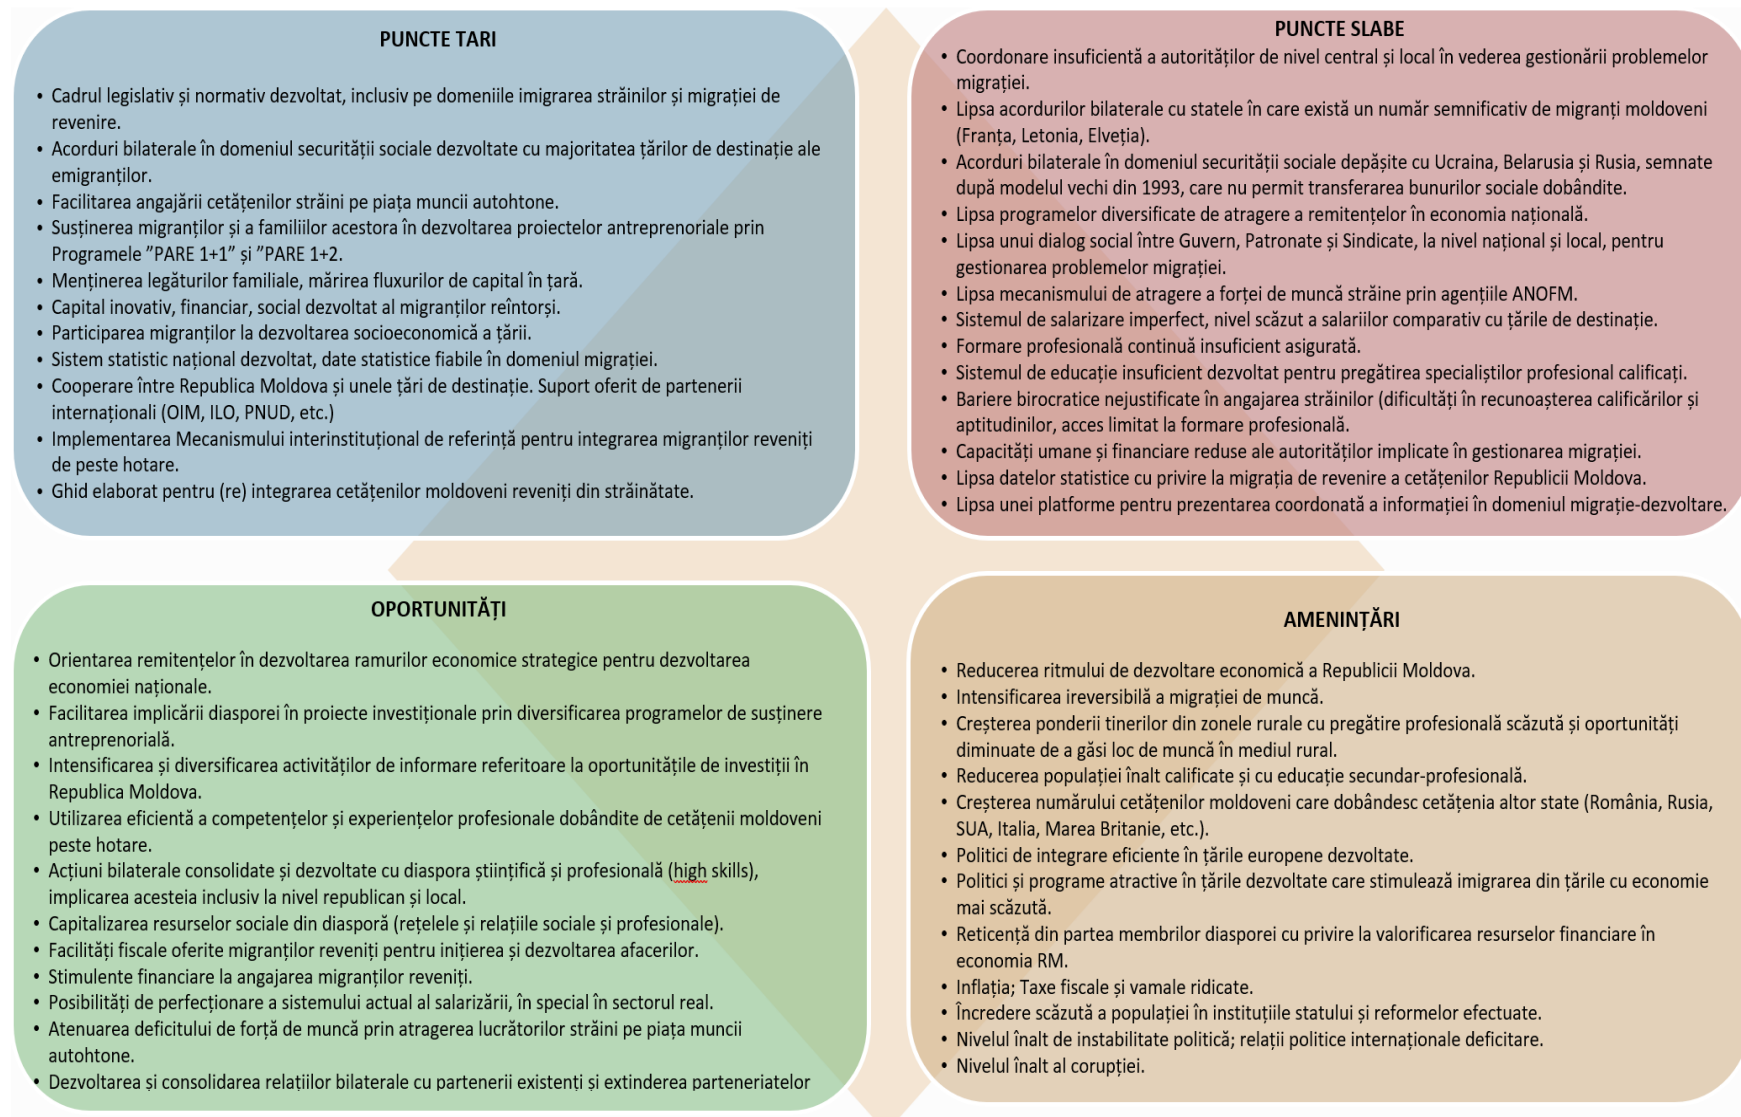 PUNCTE TARI
• Cadrul legislativ și normativ dezvoltat, inclusiv pe domeniile imigrarea străinilor și migrației de
revenire.
• Acorduri bilaterale în domeniul securității sociale dezvoltate cu majoritatea țărilor de destinație ale
emigranților.
• Facilitarea angajării cetățenilor străini pe piața muncii autohtone.
• Susținerea migranților și a familiilor acestora în dezvoltarea proiectelor antreprenoriale prin
Programele ”PARE 1+1” și ”PARE 1+2.
• Menținerea legăturilor familiale, mărirea fluxurilor de capital în țară.
• Capital inovativ, financiar, social dezvoltat al migranților reîntorși.
• Participarea migranților la dezvoltarea socioeconomică a țării.
• Sistem statistic național dezvoltat, date statistice fiabile în domeniul migrației.
• Cooperare între Republica Moldova și unele țări de destinație. Suport oferit de partenerii
internaționali (OIM, ILO, PNUD, etc.)
• Implementarea Mecanismului interinstituțional de referință pentru integrarea migranților reveniți
de peste hotare.
• Ghid elaborat pentru (re) integrarea cetățenilor moldoveni reveniți din străinătate.
PUNCTE SLABE
• Coordonare insuficientă a autorităților de nivel central și local în vederea gestionării problemelor
migrației.
• Lipsa acordurilor bilaterale cu statele în care există un număr semnificativ de migranți moldoveni
(Franța, Letonia, Elveția).
• Acorduri bilaterale în domeniul securității sociale depășite cu Ucraina, Belarusia și Rusia, semnate
după modelul vechi din 1993, care nu permit transferarea bunurilor sociale dobândite.
• Lipsa programelor diversificate de atragere a remitențelor în economia națională.
• Lipsa unui dialog social între Guvern, Patronate și Sindicate, la nivel național și local, pentru
gestionarea problemelor migrației.
• Lipsa mecanismului de atragere a forței de muncă străine prin agențiile ANOFM.
• Sistemul de salarizare imperfect, nivel scăzut a salariilor comparativ cu țările de destinație.
• Formare profesională continuă insuficient asigurată.
• Sistemul de educație insuficient dezvoltat pentru pregătirea specialiștilor profesional calificați.
• Bariere birocratice nejustificate în angajarea străinilor (dificultăți în recunoașterea calificărilor și
aptitudinilor, acces limitat la formare profesională.
• Capacități umane și financiare reduse ale autorităților implicate în gestionarea migrației.
• Lipsa datelor statistice cu privire la migrația de revenire a cetățenilor Republicii Moldova.
• Lipsa unei platforme pentru prezentarea coordonată a informației în domeniul migrație-dezvoltare.
OPORTUNITĂȚI
• Orientarea remitențelor în dezvoltarea ramurilor economice strategice pentru dezvoltarea
economiei naționale.
• Facilitarea implicării diasporei în proiecte investiționale prin diversificarea programelor de susținere
antreprenorială.
• Intensificarea și diversificarea activităților de informare referitoare la oportunitățile de investiții în
Republica Moldova.
• Utilizarea eficientă a competențelor și experiențelor profesionale dobândite de cetățenii moldoveni
peste hotare.
• Acțiuni bilaterale consolidate și dezvoltate cu diaspora științifică și profesională (high skills),
implicarea acesteia inclusiv la nivel republican și local.
• Capitalizarea resurselor sociale din diasporă (rețelele și relațiile sociale și profesionale).
• Facilități fiscale oferite migranților reveniți pentru inițierea și dezvoltarea afacerilor.
• Stimulente financiare la angajarea migranților reveniți.
• Posibilități de perfecționare a sistemului actual al salarizării, în special în sectorul real.
• Atenuarea deficitului de forță de muncă prin atragerea lucrătorilor străini pe piața muncii
autohtone.
• Dezvoltarea și consolidarea relațiilor bilaterale cu partenerii existenți și extinderea parteneriatelor
AMENINȚĂRI
• Reducerea ritmului de dezvoltare economică a Republicii Moldova.
• Intensificarea ireversibilă a migrației de muncă.
• Creșterea ponderii tinerilor din zonele rurale cu pregătire profesională scăzută și oportunități
diminuate de a găsi loc de muncă în mediul rural.
• Reducerea populației înalt calificate și cu educație secundar-profesională.
• Creșterea numărului cetățenilor moldoveni care dobândesc cetățenia altor state (România, Rusia,
SUA, Italia, Marea Britanie, etc.).
• Politici de integrare eficiente în țările europene dezvoltate.
• Politici și programe atractive în țările dezvoltate care stimulează imigrarea din țările cu economie
mai scăzută.
• Reticență din partea membrilor diasporei cu privire la valorificarea resurselor financiare în
economia RM.
• Inflația; Taxe fiscale și vamale ridicate.
• Încredere scăzută a populației în instituțiile statului și reformelor efectuate.
• Nivelul înalt de instabilitate politică; relații politice internaționale deficitare.
• Nivelul înalt al corupției.